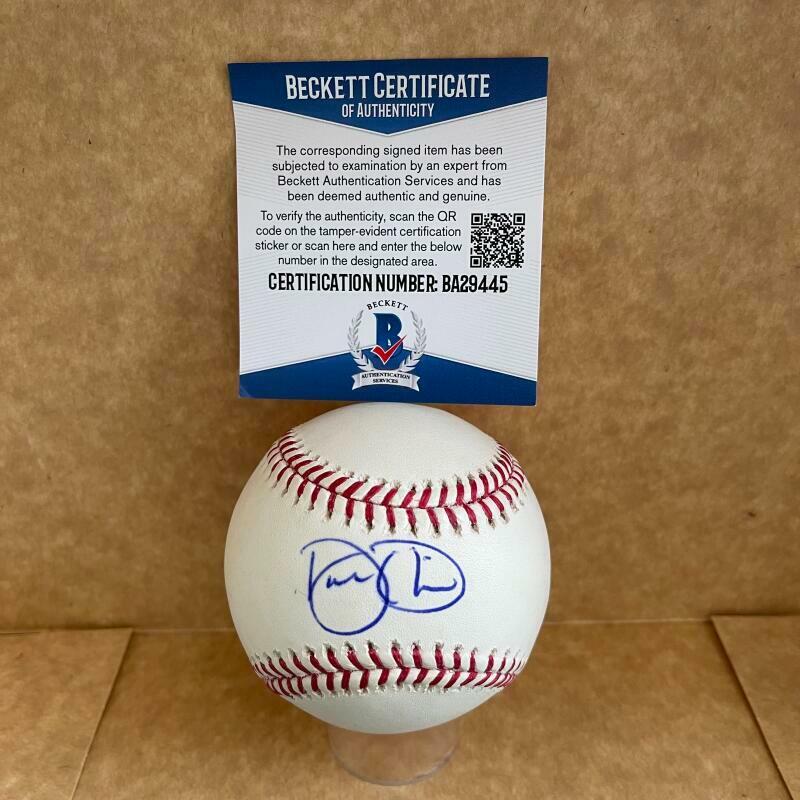 BECKETT CERTIFICATE
OF AUTHENTICITY
The corresponding signed item has been
subjected to examination by an expert from
Beckett Authentication Services and has
been deemed authentic and genuine.
To verify the authenticity, scan the QR
code on the tamper-evident certification
sticker or scan here and enter the below
number in the designated area.
CERTIFICATION NUMBER: BA29445
BECKETT
B
AUTHENTICATION
SERVICES